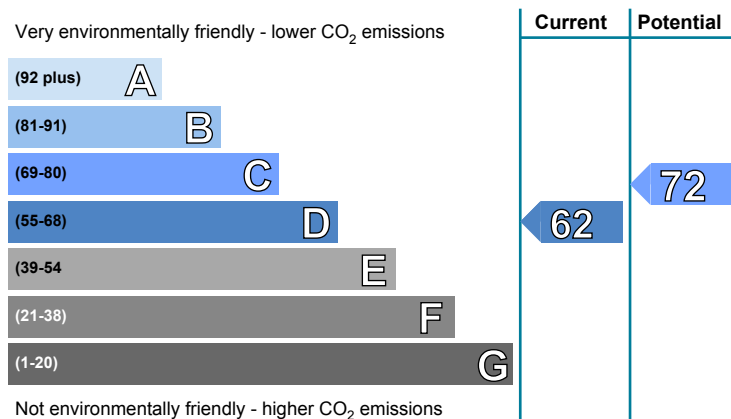 Very environmentally friendly - lower CO₂ emissions
Current
Potential
(92 plus) A
(81-91) B
(69-80) C
72
(55-68) D
62
(39-54 E
(21-38) F
(1-20) G
Not environmentally friendly - higher CO₂ emissions